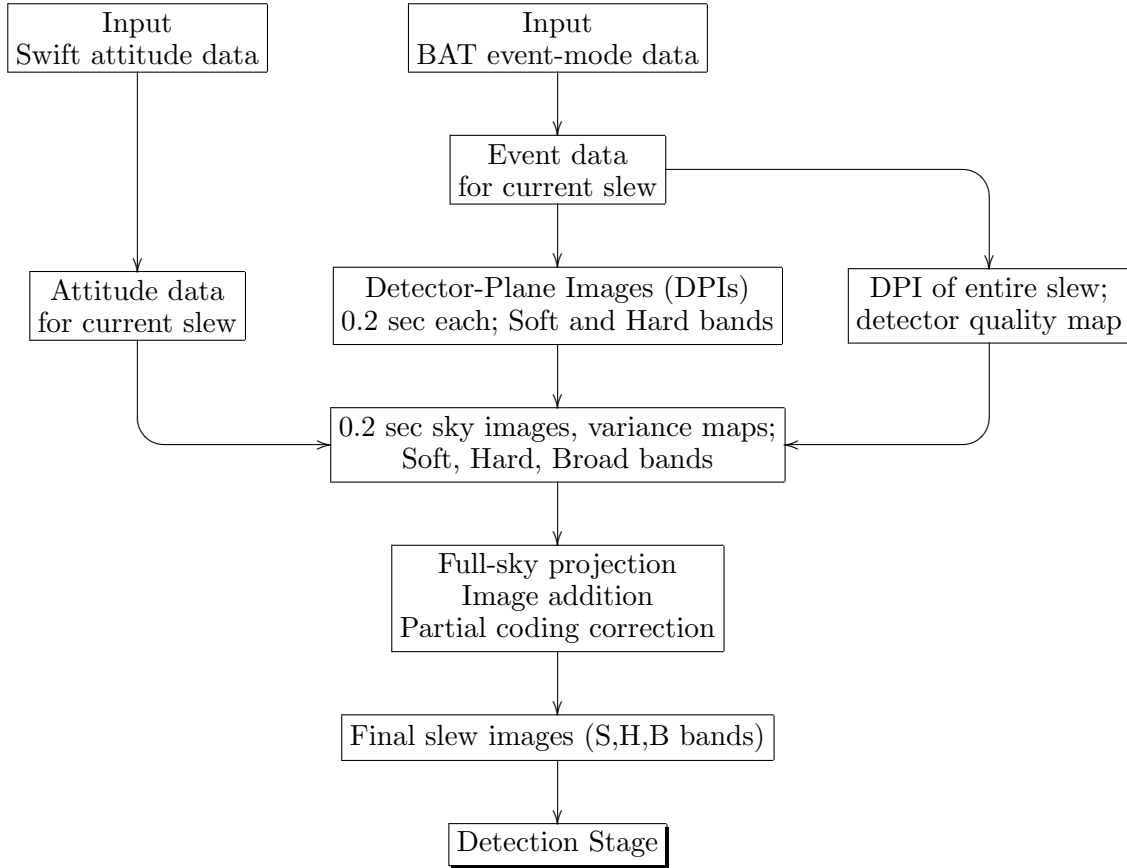 Input
Swift attitude data
Input
BAT event-mode data
Event data
for current slew
Attitude data
for current slew
Detector-Plane Images (DPIs)
0.2 sec each; Soft and Hard bands
DPI of entire slew;
detector quality map
0.2 sec sky images, variance maps;
Soft, Hard, Broad bands
Full-sky projection
Image addition
Partial coding correction
Final slew images (S,H,B bands)
Detection Stage